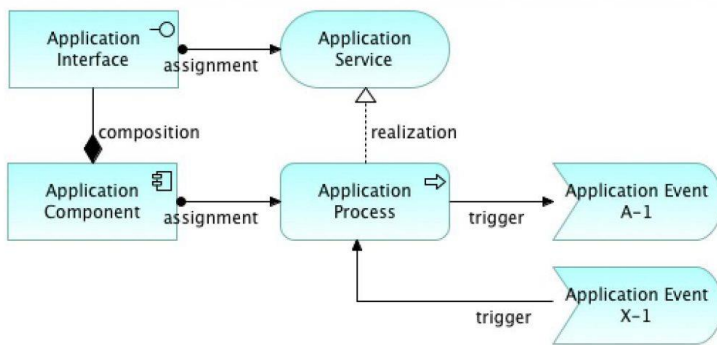 Application
Interface
assignment
Application
Service
composition
realization
Application
Component
assignment
Application
Process
trigger
Application Event
A-1
trigger
Application Event
X-1